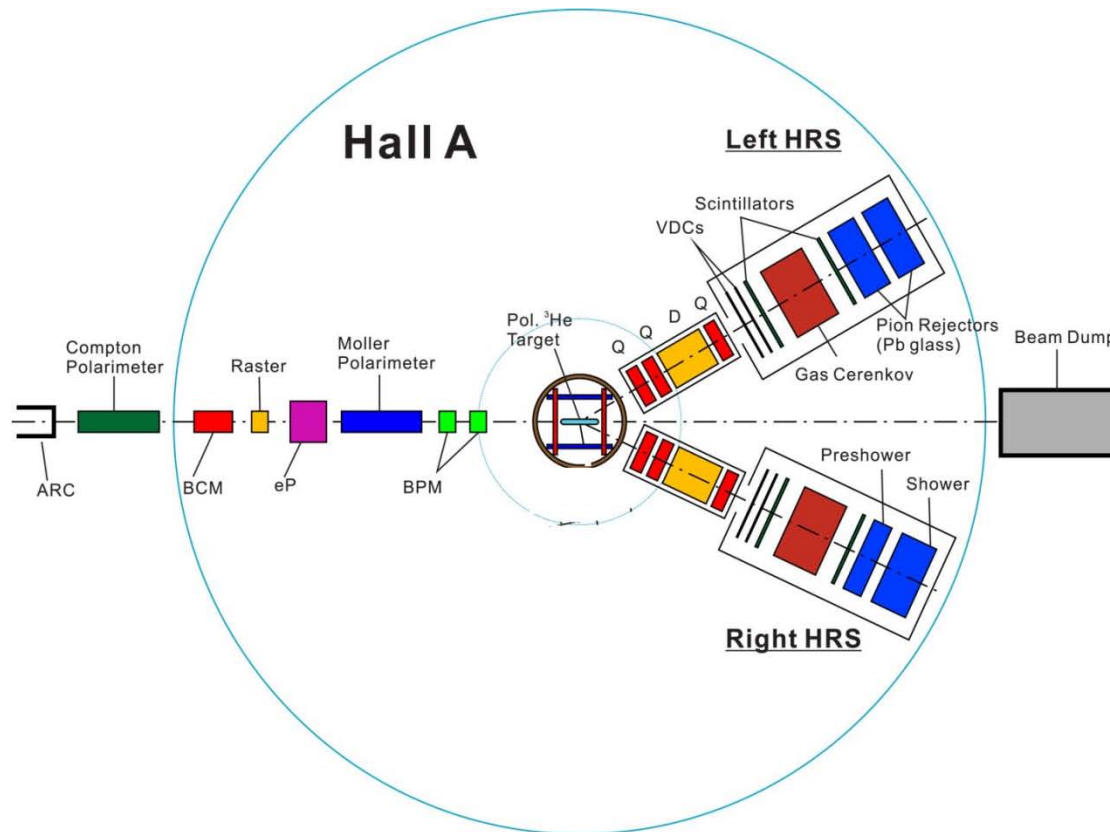 Hall A
Left HRS
Scintillators
VDCs
Q
D
Q
Q
Pol. ³He
Target
Pion Rejectors
(Pb glass)
Gas Cerenkov
Beam Dump
Compton
Polarimeter
Raster
Moller
Polarimeter
ARC
BCM
eP
BPM
Preshower
Shower
Right HRS